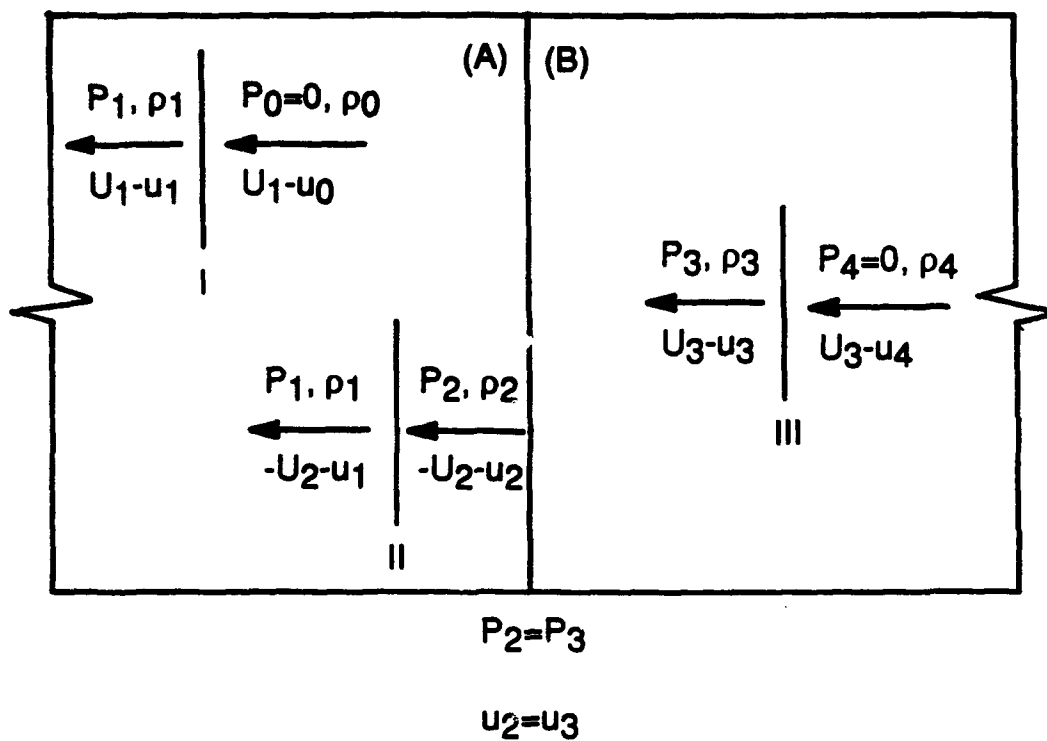 (A) (B)
P₁, ρ₁ P₀=0, ρ₀
U₁-u₁ U₁-u₀
I
P₃, ρ₃ P₄=0, ρ₄
U₃-u₃ U₃-u₄
III
P₁, ρ₁ P₂, ρ₂
-U₂-u₁ -U₂-u₂
II
P₂=P₃
u₂=u₃